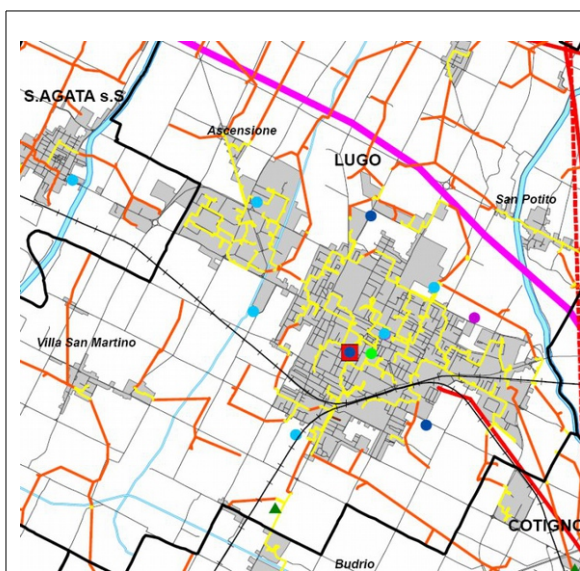 S.AGATA s.S
Ascensione
LUGO
San Potito
Villa San Martino
COTIGNO
Budrio